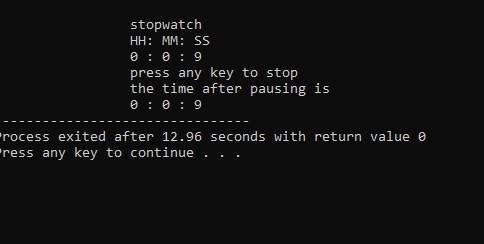 stopwatch
HH: MM: SS
0 : 0 : 9
press any key to stop
the time after pausing is
0 : 0 : 9
--------------------------------
Process exited after 12.96 seconds with return value 0
Press any key to continue . . .